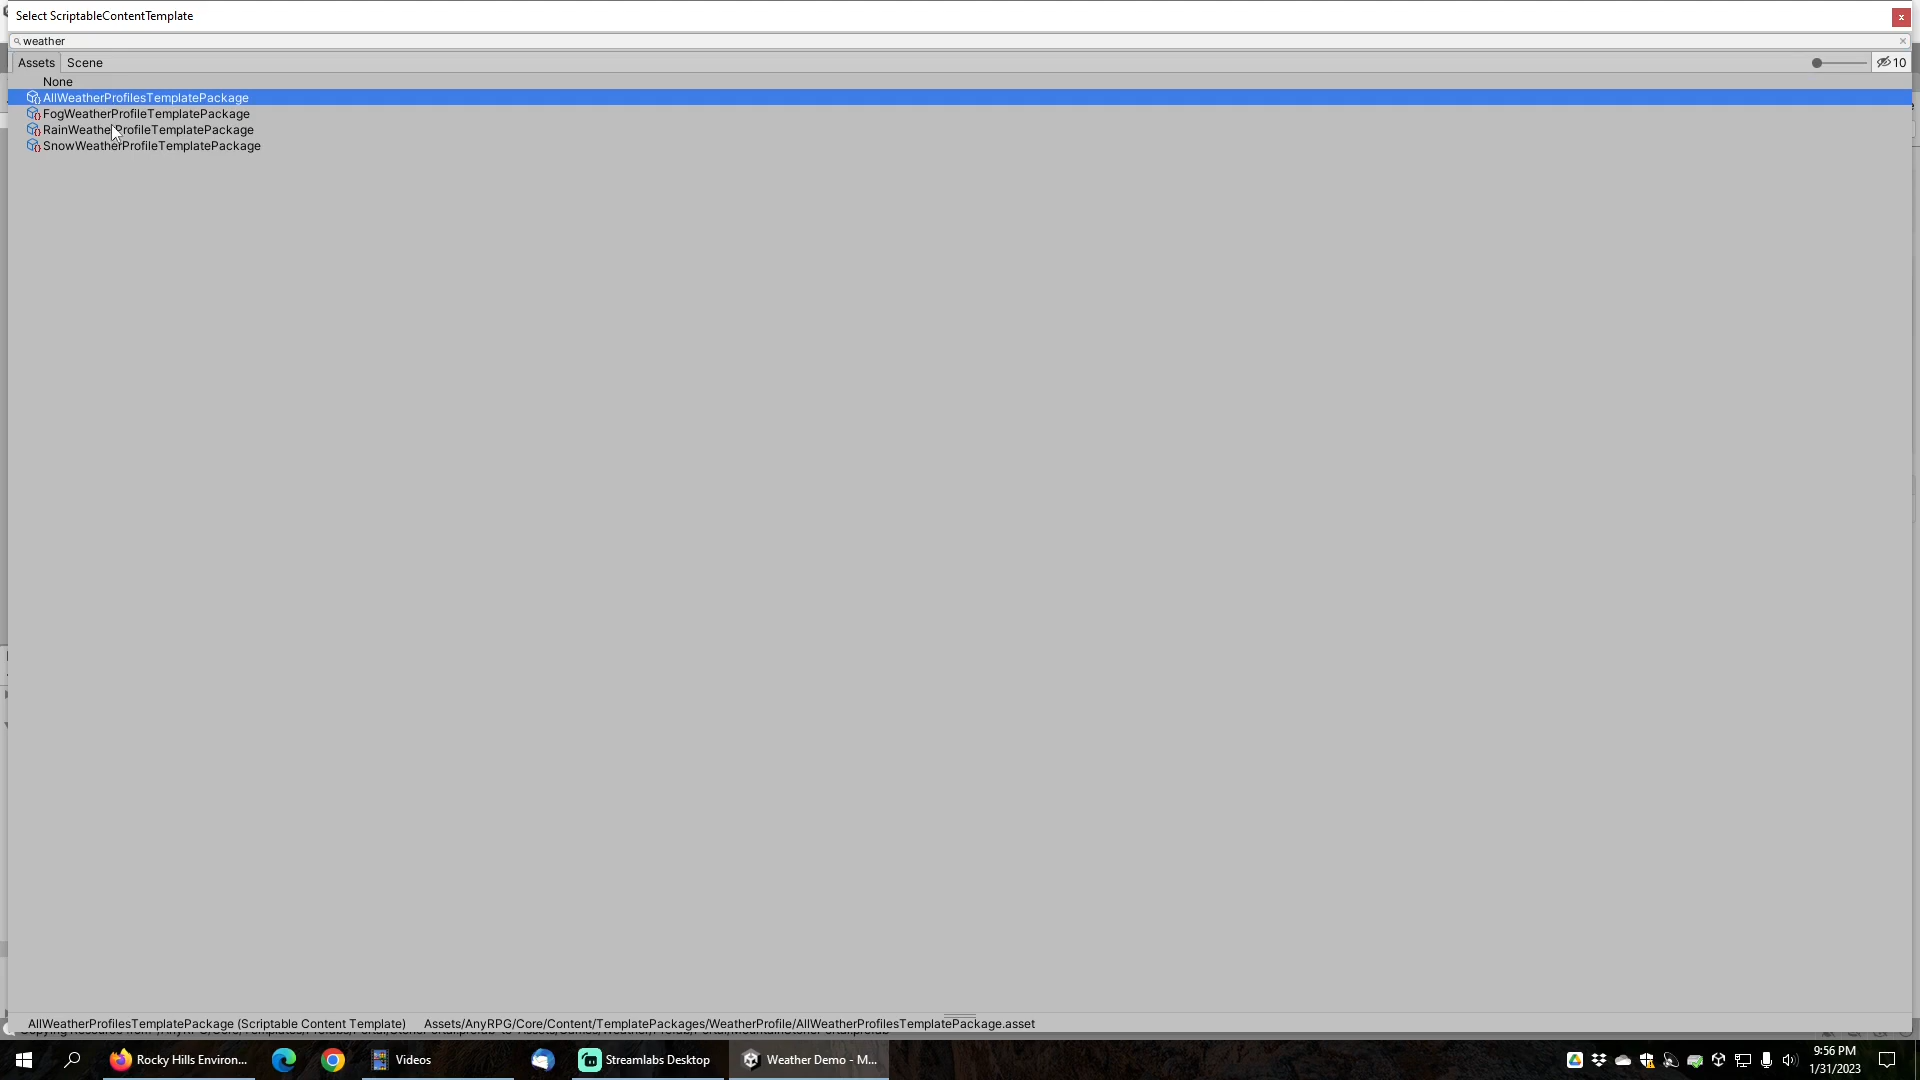 Select ScriptableContentTemplate
x
weather
Assets Scene
10
None
AllWeatherProfilesTemplatePackage
FogWeatherProfileTemplatePackage
RainWeatherProfileTemplatePackage
SnowWeatherProfileTemplatePackage
AllWeatherProfilesTemplatePackage (Scriptable Content Template) Assets/AnyRPG/Core/Content/TemplatePackages/WeatherProfile/AllWeatherProfilesTemplatePackage.asset
Rocky Hills Environ... Videos Streamlabs Desktop Weather Demo - M...
9:56 PM
1/31/2023